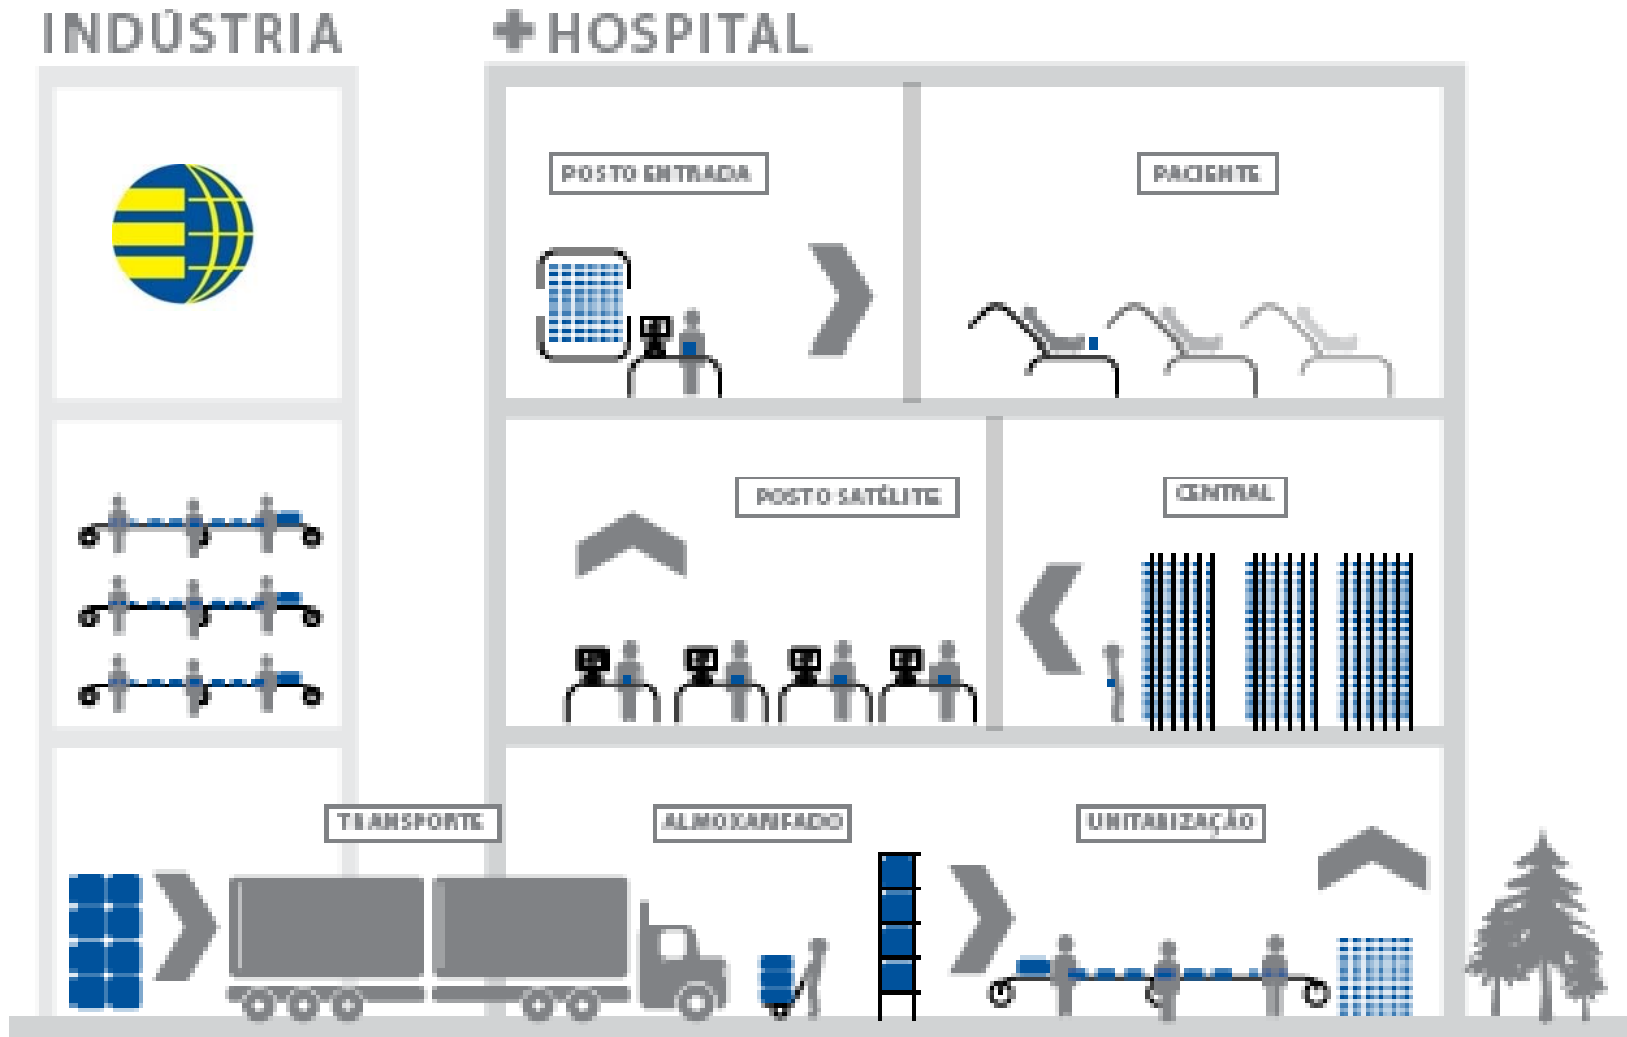 INDÚSTRIA
HOSPITAL
POSTO ENTRADA
PACIENTE
POSTO SATÉLITE
CENTRAL
TRANSPORTE
ALMOXARIFADO
UNITARIZAÇÃO